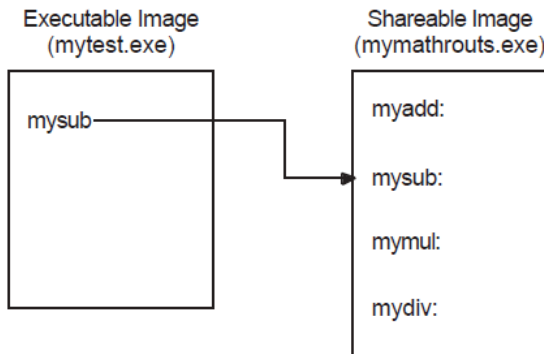 Executable Image
(mytest.exe)
mysub
Shareable Image
(mymathrouts.exe)
myadd:
mysub:
mymul:
mydiv: